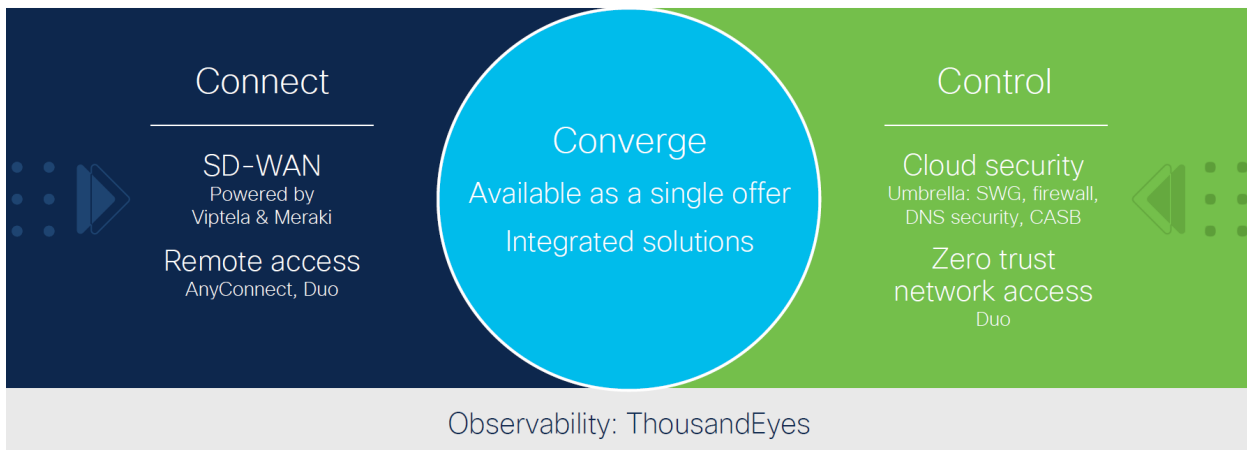 Connect
SD-WAN
Powered by
Viptela & Meraki
Remote access
AnyConnect, Duo
Converge
Available as a single offer
Integrated solutions
Control
Cloud security
Umbrella: SWG, firewall,
DNS security, CASB
Zero trust
network access
Duo
Observability: ThousandEyes